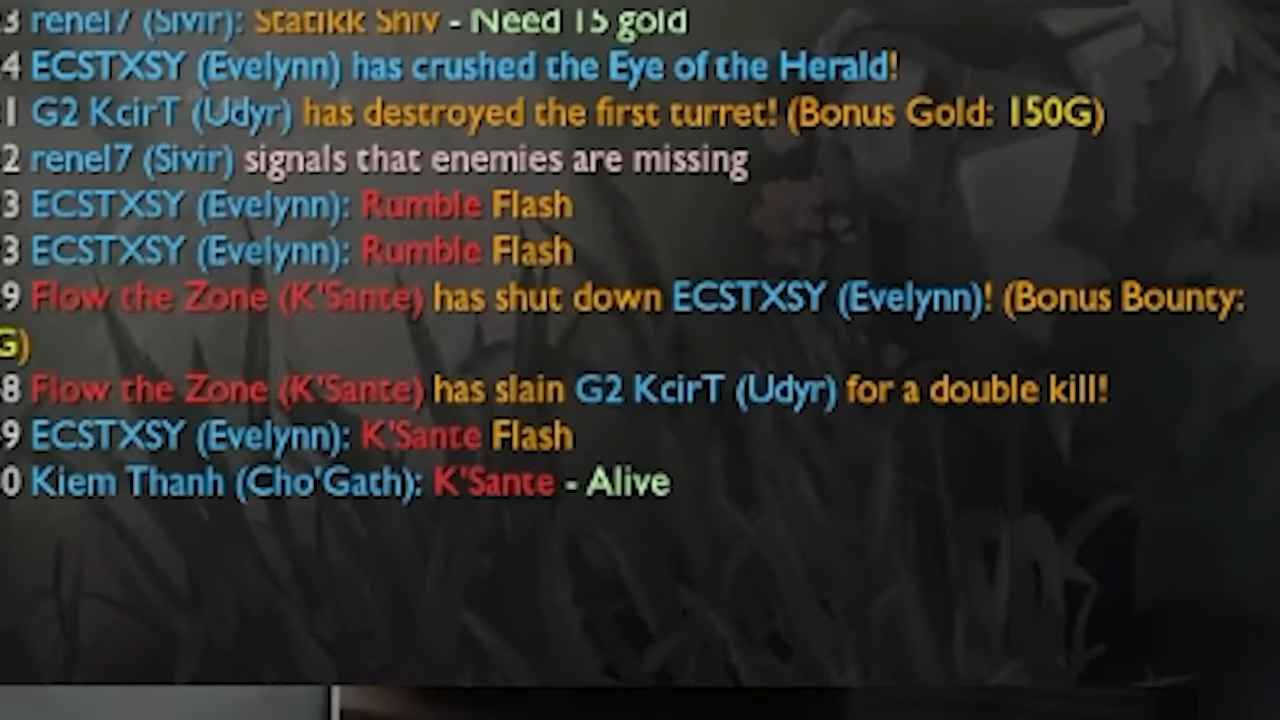 3 renel7 (Sivir): Statikk Shiv - Need 15 gold
4 ECSTXSY (Evelynn) has crushed the Eye of the Herald!
1 G2 KcirT (Udyr) has destroyed the first turret! (Bonus Gold: 150G)
2 renel7 (Sivir) signals that enemies are missing
3 ECSTXSY (Evelynn): Rumble Flash
3 ECSTXSY (Evelynn): Rumble Flash
9 Flow the Zone (K'Sante) has shut down ECSTXSY (Evelynn)! (Bonus Bounty:
G)
8 Flow the Zone (K'Sante) has slain G2 KcirT (Udyr) for a double kill!
9 ECSTXSY (Evelynn): K'Sante Flash
0 Kiem Thanh (Cho'Gath): K'Sante - Alive